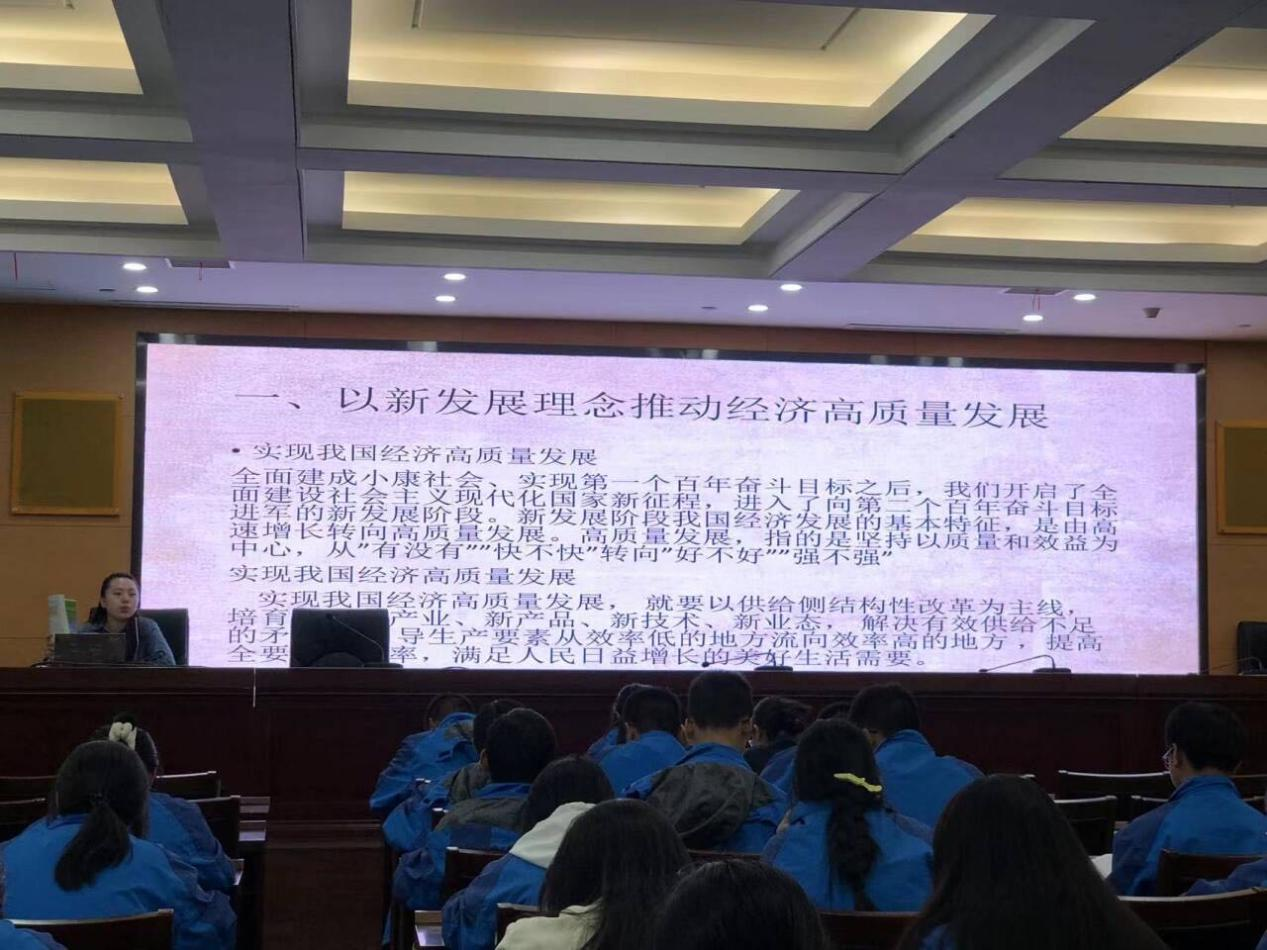 一、以新发展理念推动经济高质量发展
• 实现我国经济高质量发展
全面建成小康社会、实现第一个百年奋斗目标之后，我们开启了全
面建设社会主义现代化国家新征程，进入了向第二个百年奋斗目标
进军的新发展阶段。新发展阶段我国经济发展的基本特征，是由高
速增长转向高质量发展。高质量发展，指的是坚持以质量和效益为
中心，从"有没有""快不快"转向"好不好""强不强"
实现我国经济高质量发展
实现我国经济高质量发展，就要以供给侧结构性改革为主线，
培育 产业、新产品、新技术、新业态，解决有效供给不足
的矛 导生产要素从效率低的地方流向效率高的地方，提高
全要 率，满足人民日益增长的美好生活需要。